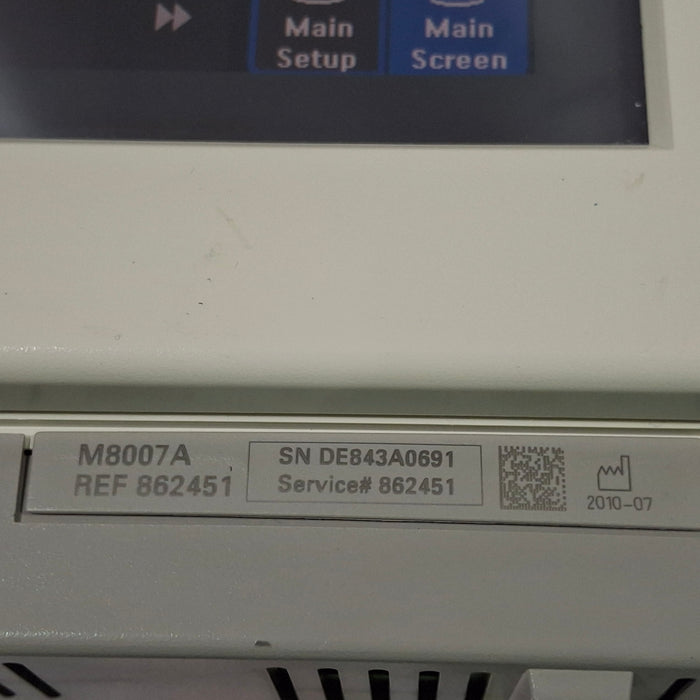 Main Setup
Main Screen
M8007A
REF 862451
SN DE843A0691
Service# 862451
2010-07